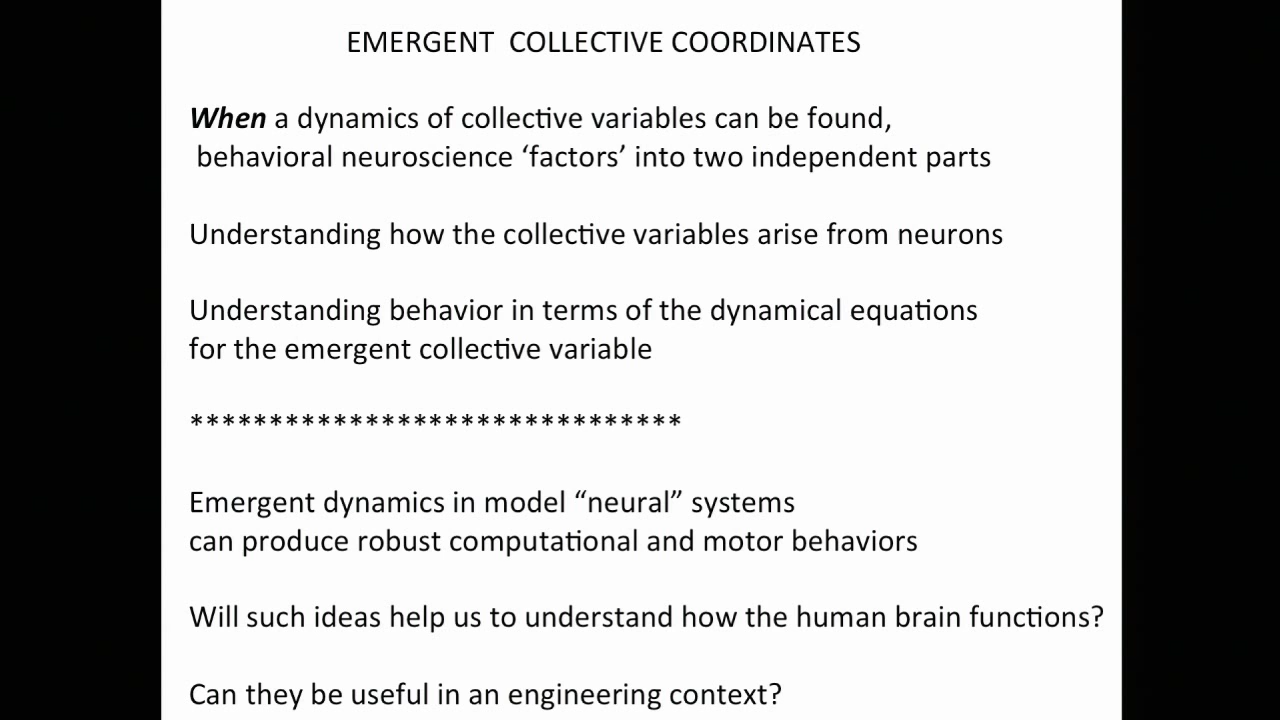 EMERGENT  COLLECTIVE COORDINATES
When a dynamics of collective variables can be found,
behavioral neuroscience ‘factors’ into two independent parts
Understanding how the collective variables arise from neurons
Understanding behavior in terms of the dynamical equations
for the emergent collective variable
*******************************
Emergent dynamics in model “neural” systems
can produce robust computational and motor behaviors
Will such ideas help us to understand how the human brain functions?
Can they be useful in an engineering context?